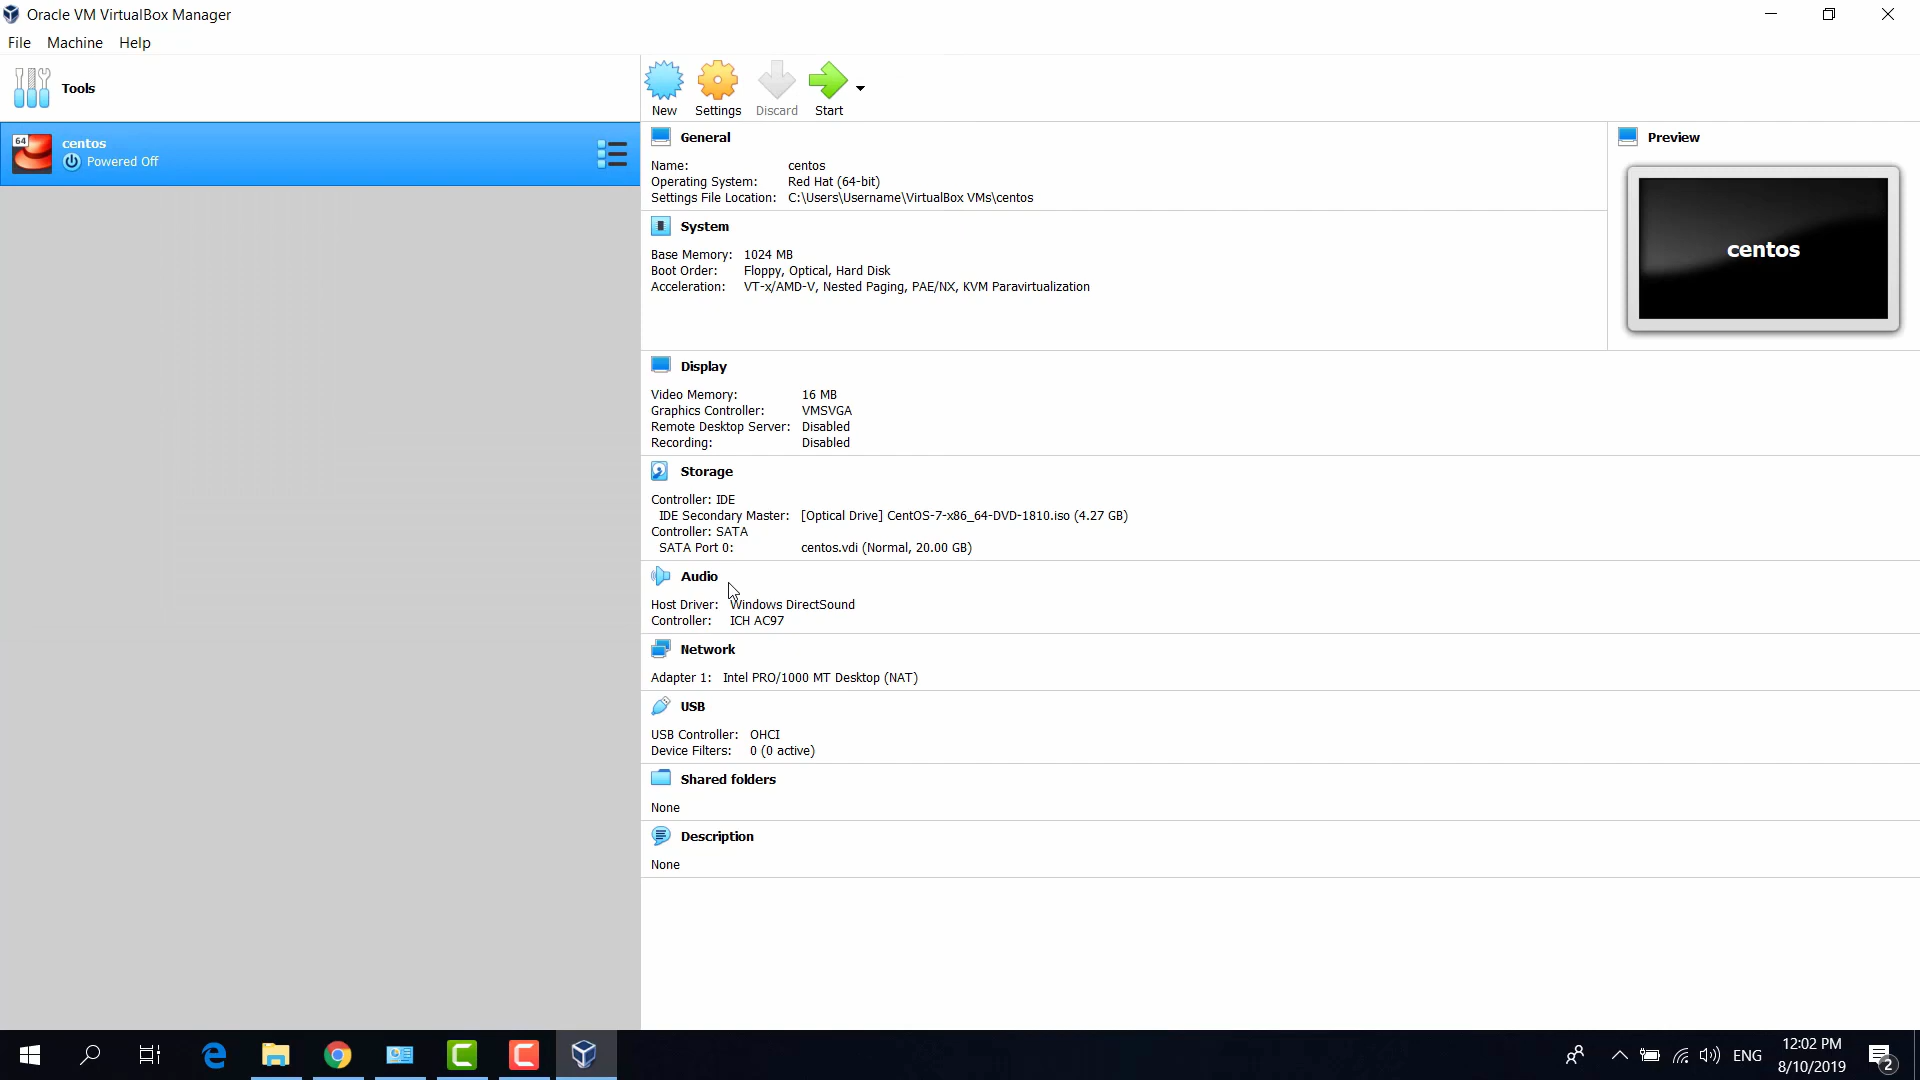 Oracle VM VirtualBox Manager
File Machine Help
Tools
New Settings Discard Start
64
centos
Powered Off
General
Name: centos
Operating System: Red Hat (64-bit)
Settings File Location: C:\Users\Username\VirtualBox VMs\centos
System
Base Memory: 1024 MB
Boot Order: Floppy, Optical, Hard Disk
Acceleration: VT-x/AMD-V, Nested Paging, PAE/NX, KVM Paravirtualization
Preview
centos
Display
Video Memory: 16 MB
Graphics Controller: VMSVGA
Remote Desktop Server: Disabled
Recording: Disabled
Storage
Controller: IDE
IDE Secondary Master: [Optical Drive] CentOS-7-x86_64-DVD-1810.iso (4.27 GB)
Controller: SATA
SATA Port 0: centos.vdi (Normal, 20.00 GB)
Audio
Host Driver: Windows DirectSound
Controller: ICH AC97
Network
Adapter 1: Intel PRO/1000 MT Desktop (NAT)
USB
USB Controller: OHCI
Device Filters: 0 (0 active)
Shared folders
None
Description
None
ENG
12:02 PM
8/10/2019
2